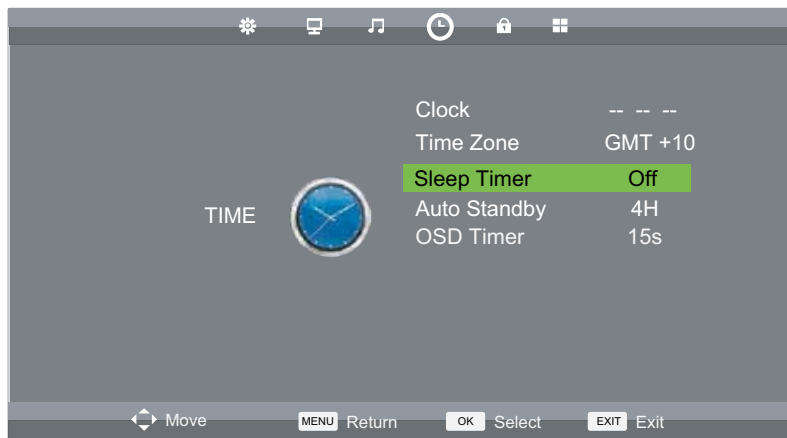 Clock -- -- --
Time Zone GMT +10
Sleep Timer Off
Auto Standby 4H
OSD Timer 15s
TIME
Move MENU Return OK Select EXIT Exit